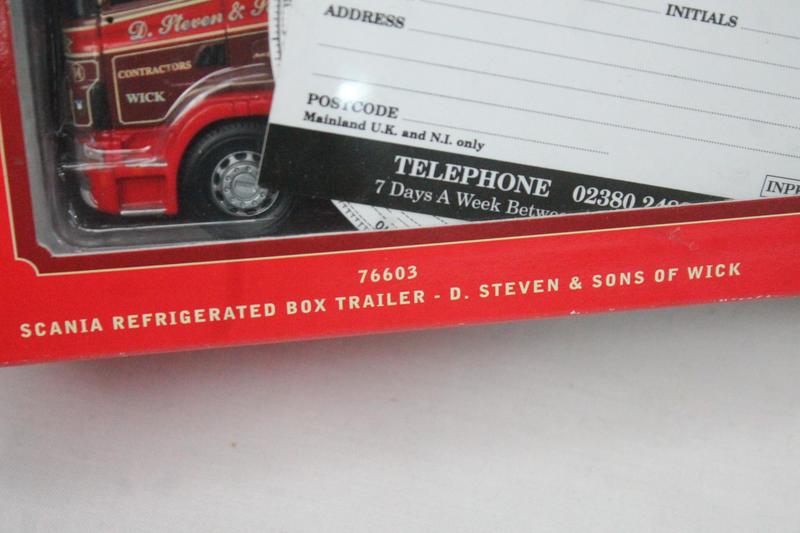 D. Steven &
CONTRACTORS
WICK
INITIALS
ADDRESS
POSTCODE
Mainland U.K. and N.I. only
TELEPHONE 02380
7 Days A Week
76603
SCANIA REFRIGERATED BOX TRAILER - D. STEVEN & SONS OF WICK